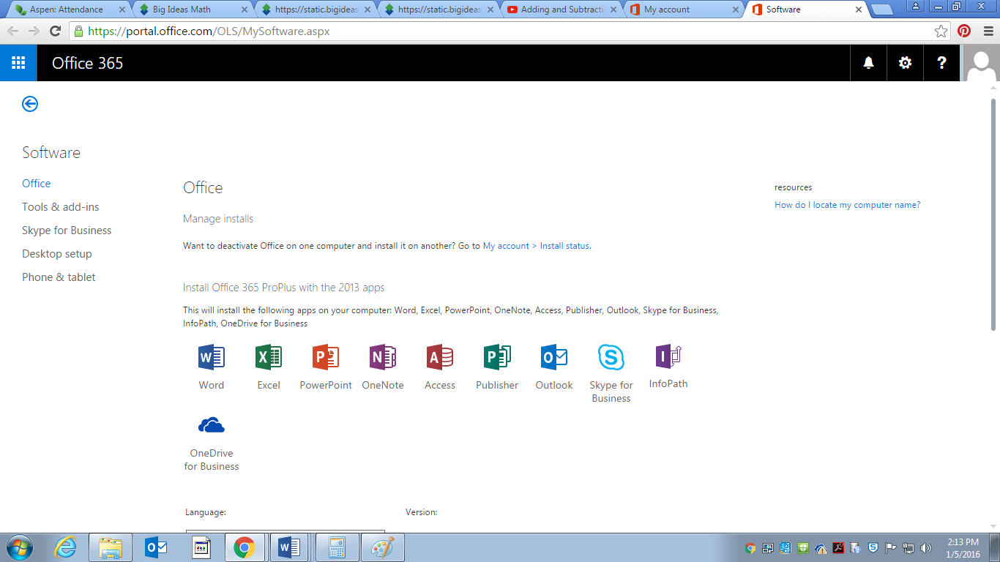 Aspen: Attendance
Big Ideas Math
https://static.bigideas
https://static.bigideas
Adding and Subtracti
My account
Software
https://portal.office.com/OLS/MySoftware.aspx
Office 365
Software
Office
Tools & add-ins
Skype for Business
Desktop setup
Phone & tablet
Office
Manage installs
Want to deactivate Office on one computer and install it on another? Go to My account > Install status.
Install Office 365 ProPlus with the 2013 apps
This will install the following apps on your computer: Word, Excel, PowerPoint, OneNote, Access, Publisher, Outlook, Skype for Business,
InfoPath, OneDrive for Business
Word
Excel
PowerPoint
OneNote
Access
Publisher
Outlook
Skype for
Business
InfoPath
OneDrive
for Business
Language:
Version:
resources
How do I locate my computer name?
2:13 PM
1/5/2016